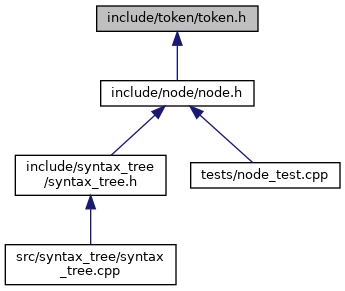 include/token/token.h
include/node/node.h
include/syntax_tree
/syntax_tree.h
tests/node_test.cpp
src/syntax_tree/syntax
_tree.cpp